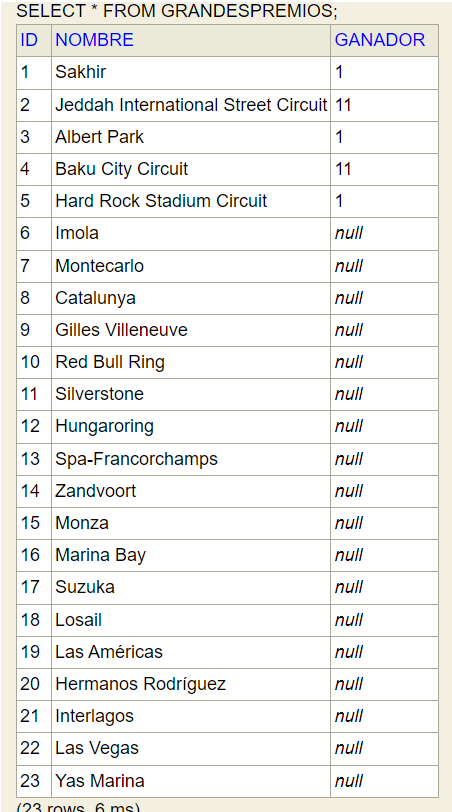 SELECT * FROM GRANDESPREMIOS;
ID NOMBRE GANADOR
1 Sakhir 1
2 Jeddah International Street Circuit 11
3 Albert Park 1
4 Baku City Circuit 11
5 Hard Rock Stadium Circuit 1
6 Imola null
7 Montecarlo null
8 Catalunya null
9 Gilles Villeneuve null
10 Red Bull Ring null
11 Silverstone null
12 Hungaroring null
13 Spa-Francorchamps null
14 Zandvoort null
15 Monza null
16 Marina Bay null
17 Suzuka null
18 Losail null
19 Las Américas null
20 Hermanos Rodríguez null
21 Interlagos null
22 Las Vegas null
23 Yas Marina null
(23 rows, 6 ms)